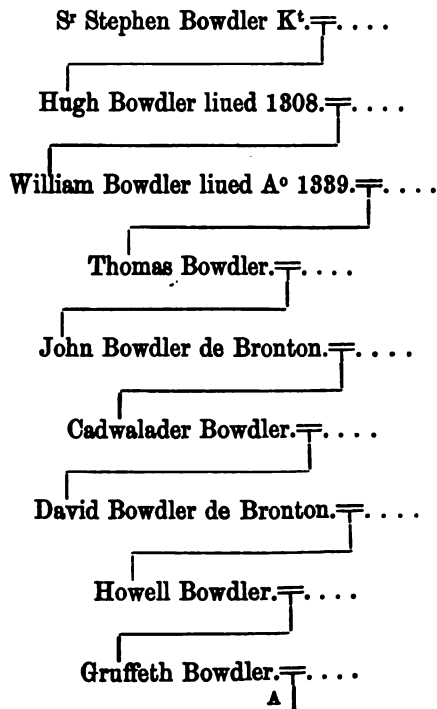 Sr Stephen Bowdler Kt.=. . . .
Hugh Bowdler liued 1308.=. . . .
William Bowdler liued Ao 1339.=. . . .
Thomas Bowdler.=. . . .
John Bowdler de Bronton.=. . . .
Cadwalader Bowdler.=. . . .
David Bowdler de Bronton.=. . . .
Howell Bowdler.=. . . .
Gruffeth Bowdler.=. . . .
A